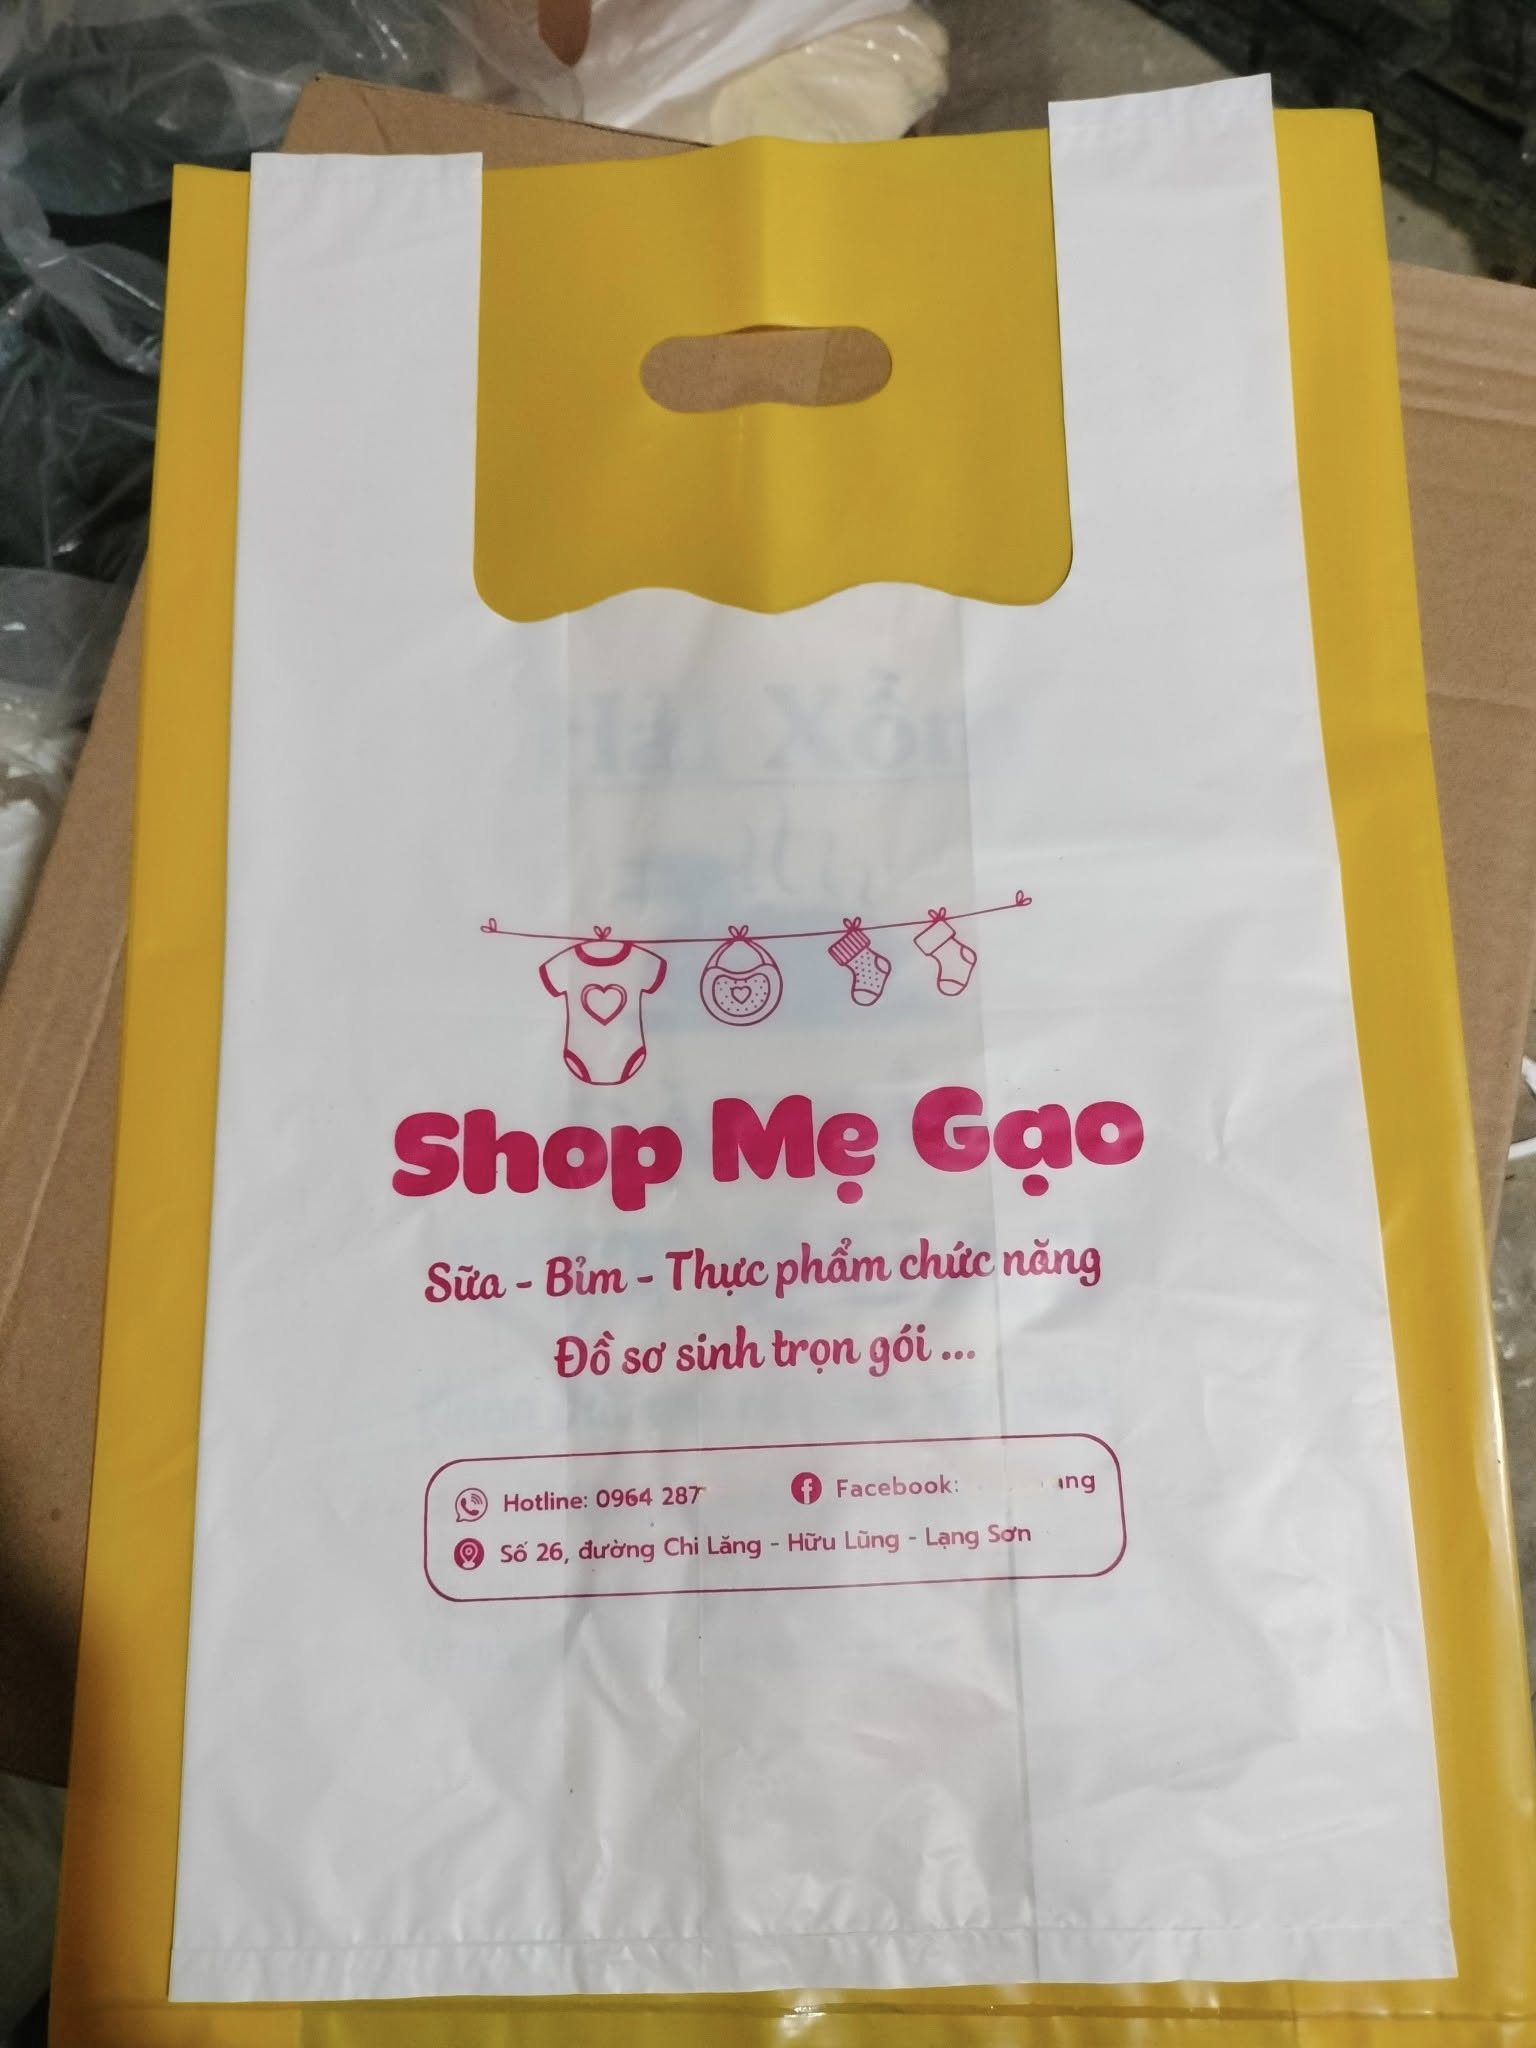 Shop Mẹ Gạo
Sữa - Bỉm - Thực phẩm chức năng
Đồ sơ sinh trọn gói ...
Hotline: 0964 287
Facebook:
Số 26, đường Chi Lăng - Hữu Lũng - Lạng Sơn